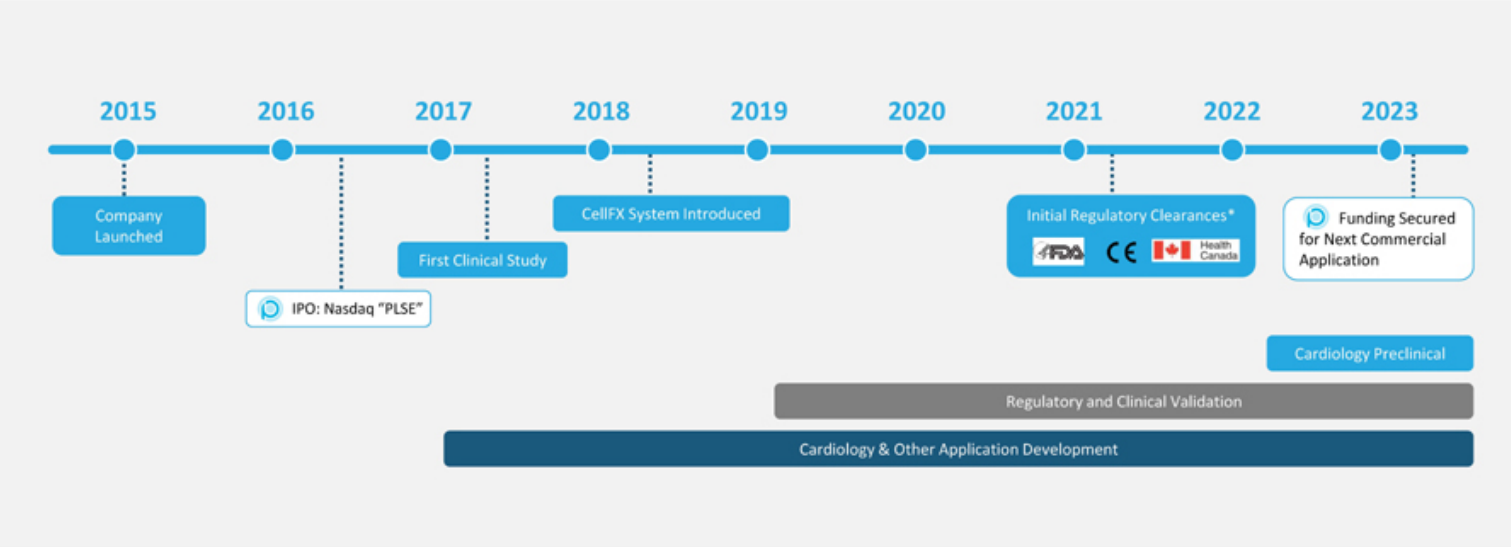 2015 2016 2017 2018 2019 2020 2021 2022 2023
Company
Launched
IPO: Nasdaq “PLSE”
First Clinical Study
CellFX System Introduced
Initial Regulatory Clearances*
FDA CE Health
Canada
Funding Secured
for Next Commercial
Application
Cardiology Preclinical
Regulatory and Clinical Validation
Cardiology & Other Application Development